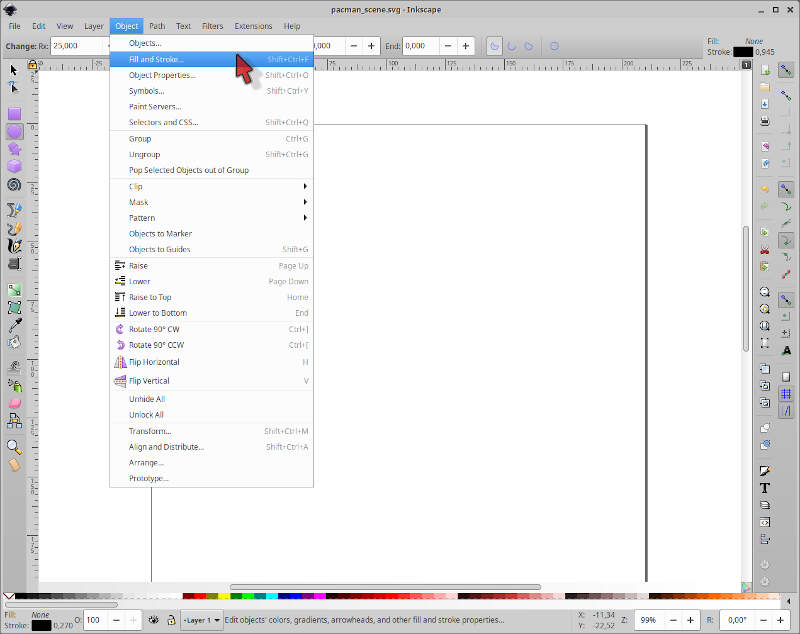 pacman_scene.svg - Inkscape
File Edit View Layer Object Path Text Filters Extensions Help
Change: Rx: 25,000
,000
End: 0,000
Fill: None
Stroke: 0,945
Objects...
Fill and Stroke... Shift+Ctrl+F
Object Properties... Shift+Ctrl+O
Symbols... Shift+Ctrl+Y
Paint Servers...
Selectors and CSS... Shift+Ctrl+Q
Group Ctrl+G
Ungroup Shift+Ctrl+G
Pop Selected Objects out of Group
Clip
Mask
Pattern
Objects to Marker
Objects to Guides Shift+G
Raise Page Up
Lower Page Down
Raise to Top Home
Lower to Bottom End
Rotate 90° CW Ctrl+]
Rotate 90° CCW Ctrl+[
Flip Horizontal H
Flip Vertical V
Unhide All
Unlock All
Transform... Shift+Ctrl+M
Align and Distribute... Shift+Ctrl+A
Arrange...
Prototype...
Fill: None
Stroke: 0,270
O: 100
-Layer 1
Edit objects' colors, gradients, arrowheads, and other fill and stroke properties...
X: -11,34
Y: -22,52
Z: 99%
R: 0,00°